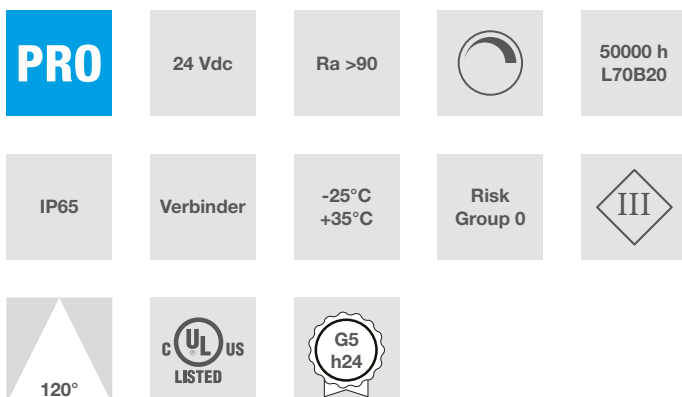 PRO
24 Vdc
Ra >90
50000 h
L70B20
IP65
Verbinder
-25°C
+35°C
Risk
Group 0
III
120°
C UL US
®
LISTED
G5
h24